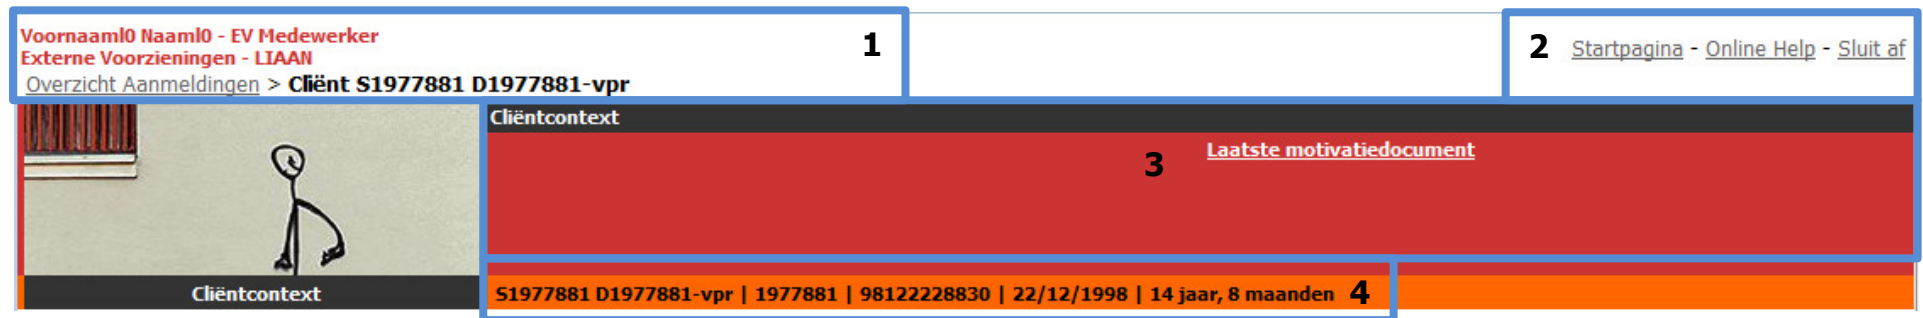 Voornaaml0 Naaml0 - EV Medewerker
Externe Voorzieningen - LIAAN
Overzicht Aanmeldingen > Cliënt S1977881 D1977881-vpr
1
2
Startpagina - Online Help - Sluit af
Cliëntcontext
Laatste motivatiedocument
3
Cliëntcontext
S1977881 D1977881-vpr | 1977881 | 98122228830 | 22/12/1998 | 14 jaar, 8 maanden
4